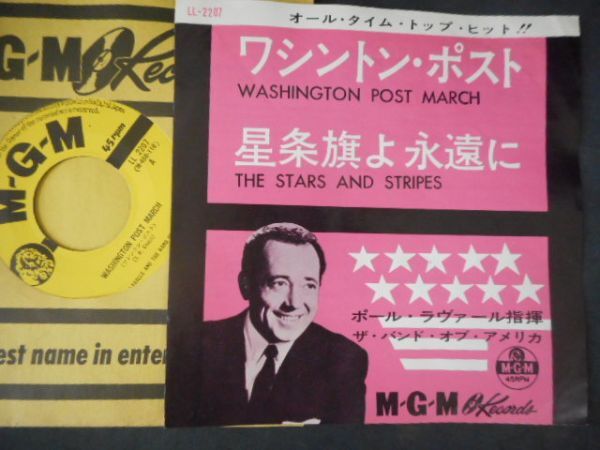 LL-2207
オール・タイム・トップ・ヒット!!
ワシントン・ポスト
WASHINGTON POST MARCH
星条旗よ永遠に
THE STARS AND STRIPES
ポール・ラヴァール指揮
ザ・バンド・オブ・アメリカ
M-G-M
45RPM
M-G-M Records
G-M Records
M-G-M
45 rpm
LL 2207
A
WASHINGTON POST MARCH
est name in enter